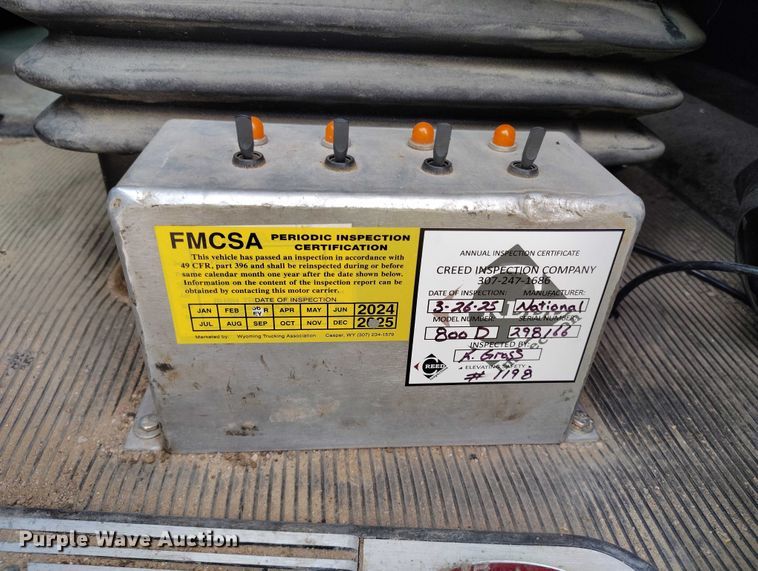 FMCSA PERIODIC INSPECTION
CERTIFICATION
This vehicle has passed an inspection in accordance with
49 CFR, part 396 and shall be reinspected during or before
same calendar month one year after the date shown below.
Information on the content of the inspection report can be
obtained by contacting this motor carrier.
DATE OF INSPECTION
JAN FEB R APR MAY JUN 2024
JUL AUG SEP OCT NOV DEC 2025
Marketed by: Wyoming Trucking Association Casper, WY (307) 234-1579
ANNUAL INSPECTION CERTIFICATE
CREED INSPECTION COMPANY
307-247-1686
DATE OF INSPECTION: MANUFACTURER:
3-26-25 National
MODEL NUMBER: SERIAL NUMBER:
800 D 298166
INSPECTED BY:
K. Gross
ELEVATING SAFETY
CREED # 1198
Purple Wave Auction